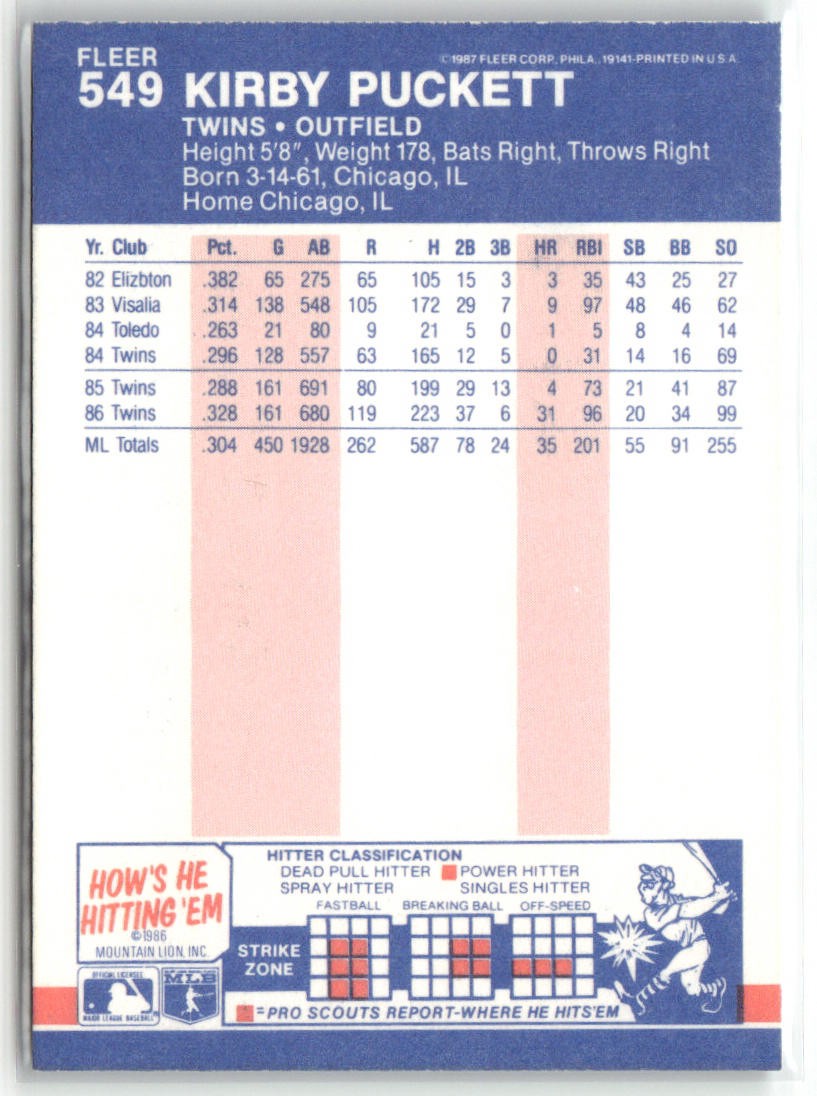 FLEER
©1987 FLEER CORP., PHILA., 19141-PRINTED IN U.S.A.
549 KIRBY PUCKETT
TWINS • OUTFIELD
Height 5'8", Weight 178, Bats Right, Throws Right
Born 3-14-61, Chicago, IL
Home Chicago, IL
Yr. Club Pct. G AB R H 2B 3B HR RBI SB BB SO
82 Elizbton .382 65 275 65 105 15 3 3 35 43 25 27
83 Visalia .314 138 548 105 172 29 7 9 97 48 46 62
84 Toledo .263 21 80 9 21 5 0 1 5 8 4 14
84 Twins .296 128 557 63 165 12 5 0 31 14 16 69
85 Twins .288 161 691 80 199 29 13 4 73 21 41 87
86 Twins .328 161 680 119 223 37 6 31 96 20 34 99
ML Totals .304 450 1928 262 587 78 24 35 201 55 91 255
HOW'S HE
HITTING 'EM
©1986
MOUNTAIN LION, INC.
HITTER CLASSIFICATION
DEAD PULL HITTER POWER HITTER
SPRAY HITTER SINGLES HITTER
FASTBALL BREAKING BALL OFF-SPEED
STRIKE
ZONE
=PRO SCOUTS REPORT-WHERE HE HITS 'EM
OFFICIAL LICENSEE
MAJOR LEAGUE BASEBALL
MLB